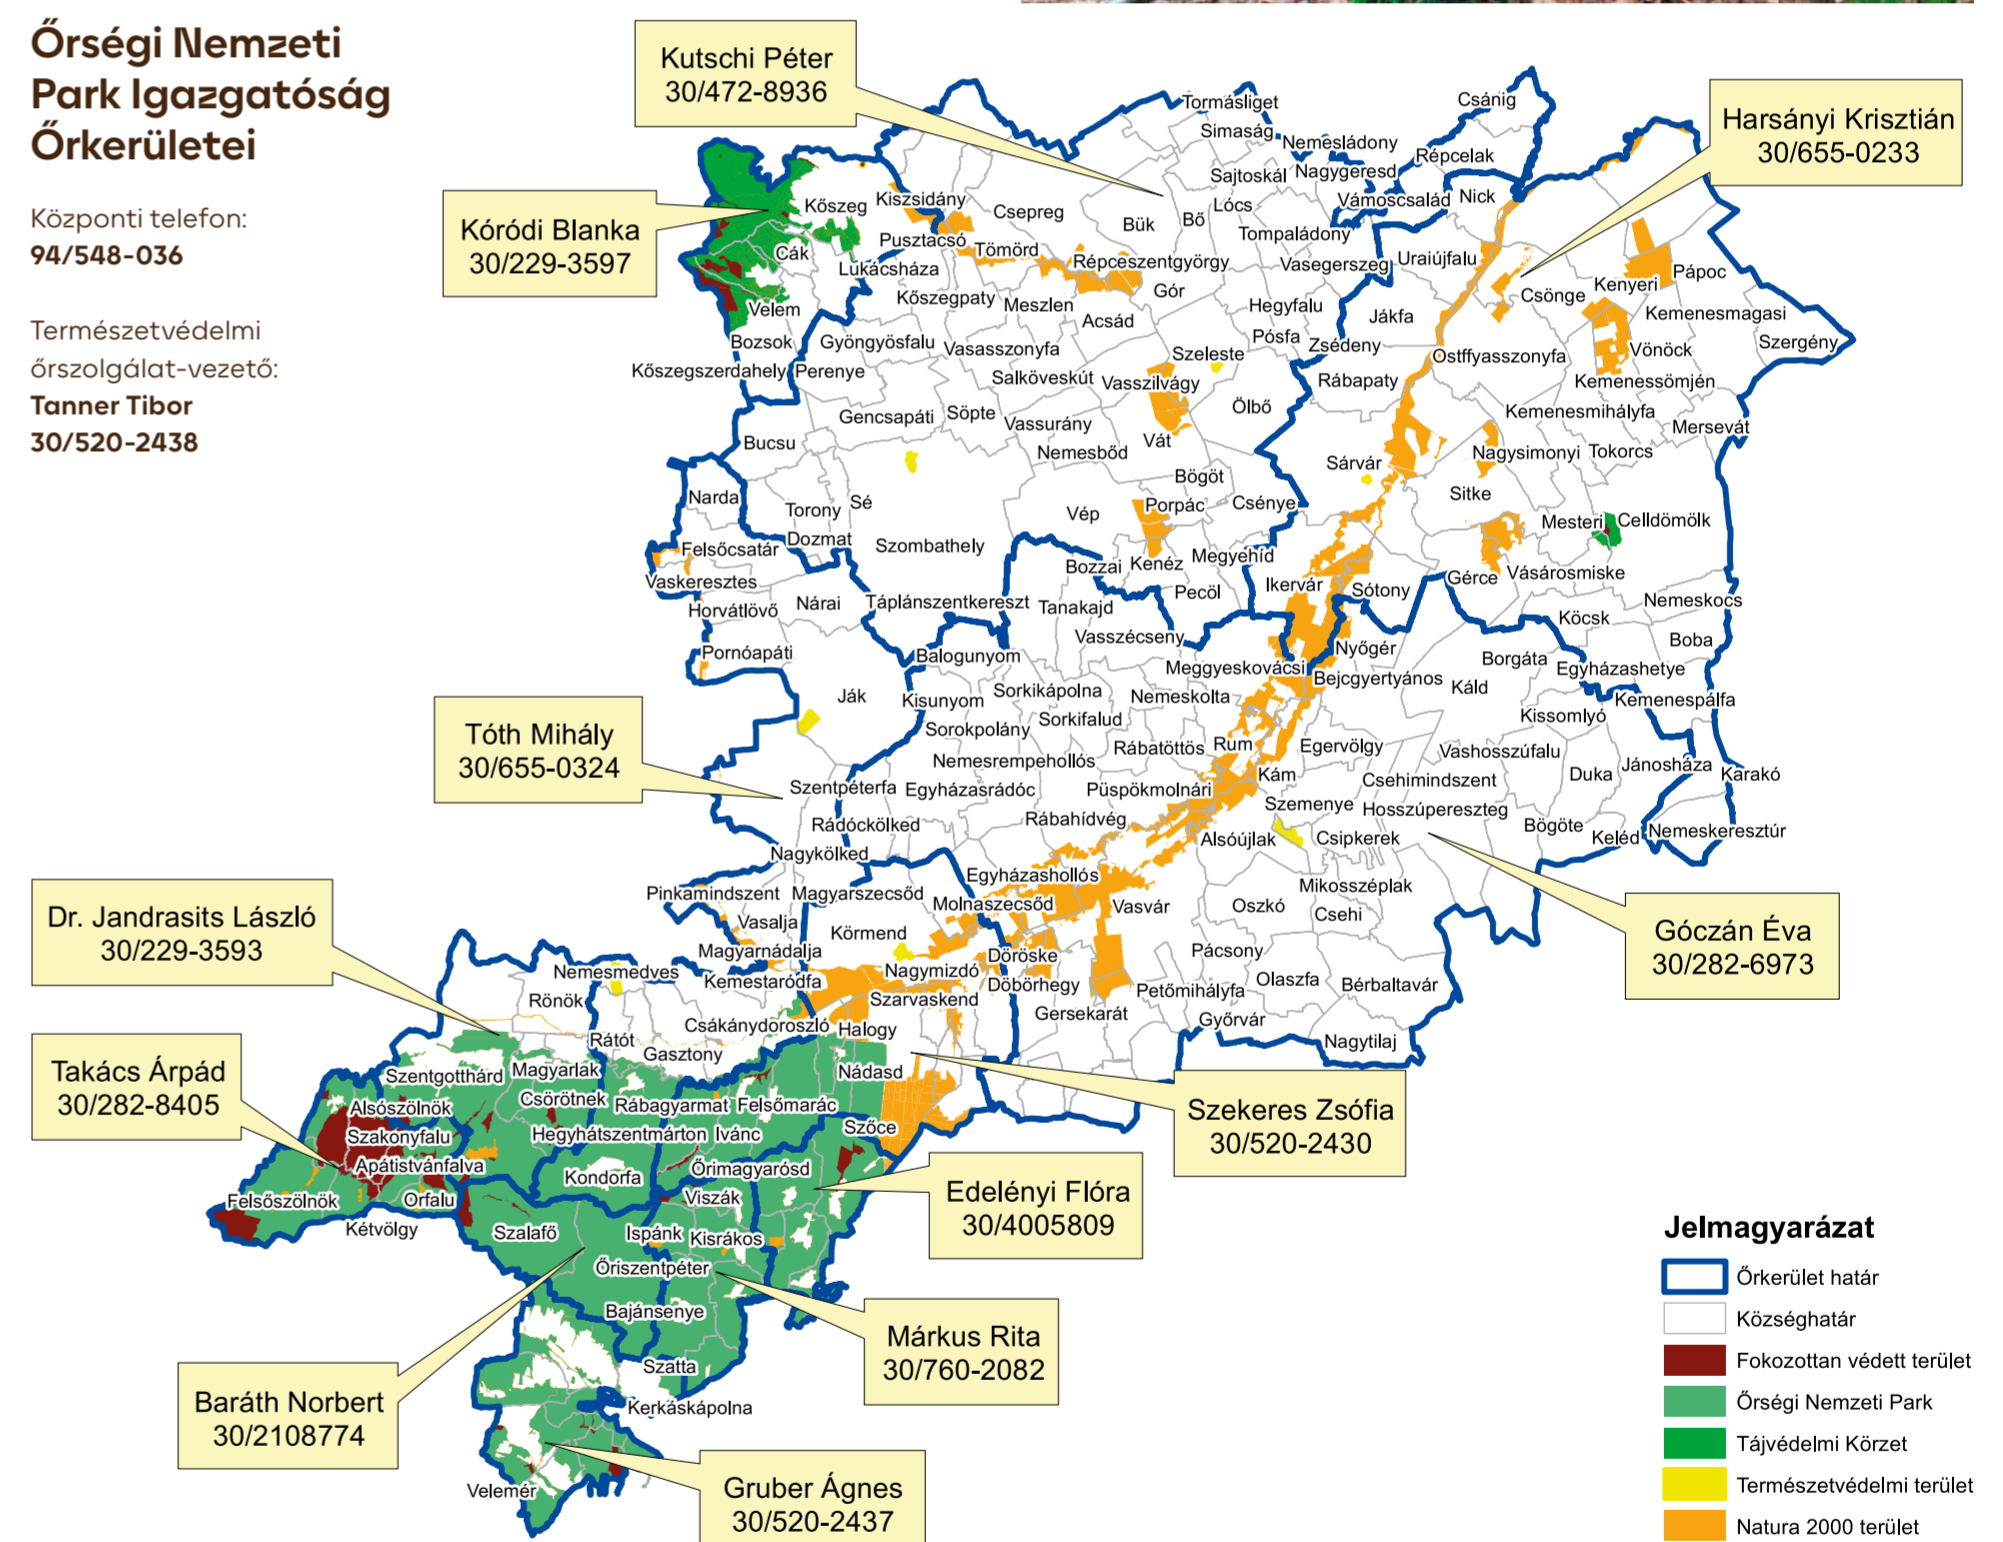 Őrségi Nemzeti
Park Igazgatóság
Őrkerületei
Központi telefon:
94/548-036
Természetvédelmi
őrszolgálat-vezető:
Tanner Tibor
30/520-2438
Kutschi Péter
30/472-8936
Harsányi Krisztián
30/655-0233
Kóródi Blanka
30/229-3597
Tóth Mihály
30/655-0324
Dr. Jandrasits László
30/229-3593
Takács Árpád
30/282-8405
Góczán Éva
30/282-6973
Szekeres Zsófia
30/520-2430
Edelényi Flóra
30/4005809
Márkus Rita
30/760-2082
Baráth Norbert
30/2108774
Gruber Ágnes
30/520-2437
Tormásliget
Csánig
Simaság
Nemesládony
Répcelak
Sajtoskál
Nagygeresd
Vámoscsalád
Nick
Kiszsidány
Kőszeg
Csepreg
Lócs
Bük
Bő
Pusztacsó
Tömörd
Tompaládony
Cák
Lukácsháza
Répceszentgyörgy
Vasegerszeg
Uraiújfalu
Pápoc
Kenyeri
Csönge
Gór
Kőszegpaty
Meszlen
Hegyfalu
Velem
Acsád
Jákfa
Kemenesmagasi
Bozsok
Gyöngyösfalu
Vasasszonyfa
Pósfa
Zsédeny
Szergény
Szeleste
Ostffyasszonyfa
Vönöck
Kőszegszerdahely
Perenye
Salköveskút
Vasszilvágy
Rábapaty
Kemenessömjén
Gencsapáti
Söpte
Vassurány
Ölbő
Kemenesmihályfa
Mersevát
Bucsu
Vát
Nemesbőd
Nagysimonyi
Tokorcs
Sárvár
Bögöt
Sitke
Narda
Torony
Sé
Vép
Porpác
Csénye
Mesteri
Celldömölk
Dozmat
Szombathely
Felsőcsatár
Bozzai
Kenéz
Megyehíd
Vaskeresztes
Ikervár
Sótony
Gérce
Vásárosmiske
Pecöl
Horvátlövő
Nárai
Táplánszentkereszt
Tanakajd
Nemeskocs
Köcsk
Vasszécseny
Boba
Pornóapáti
Balogunyom
Nyőgér
Meggyeskovácsi
Borgáta
Egyházashetye
Bejcgyertyános
Káld
Ják
Kisunyom
Sorkikápolna
Nemeskolta
Kemenespálfa
Sorokpolány
Sorkifalud
Kissomlyó
Rábatöttös
Rum
Egervölgy
Vashosszúfalu
Nemesrempehollós
Duka
Jánosháza
Karakó
Kám
Csehimindszent
Szentpéterfa
Egyházasrádóc
Püspökmolnári
Szemenye
Hosszúpereszteg
Rádóckölked
Rábahídvég
Bögöte
Keléd
Nemeskeresztúr
Alsóújlak
Csipkerek
Nagykölked
Egyházashollós
Mikosszéplak
Pinkamindszent
Magyarszecsőd
Molnaszecsőd
Vasvár
Oszkó
Csehi
Vasalja
Körmend
Magyarnádalja
Döröske
Pácsony
Nemesmedves
Kemestaródfa
Nagymizdó
Döbörhegy
Petőmihályfa
Olaszfa
Bérbaltavár
Rönök
Szarvaskend
Gersekarát
Győrvár
Csákánydoroszló
Halogy
Nagytilaj
Rátót
Gasztony
Szentgotthárd
Magyarlak
Nádasd
Alsószölnök
Csörötnek
Rábagyarmat
Felsőmarác
Szakonyfalu
Hegyhátszentmárton
Ivánc
Szőce
Apátistvánfalva
Kondorfa
Őrimagyarósd
Felsőszölnök
Orfalu
Viszák
Kétvölgy
Szalafő
Ispánk
Kisrákos
Őriszentpéter
Bajánsenye
Szatta
Kerkáskápolna
Velemér
Jelmagyarázat
Őrkerület határ
Községhatár
Fokozottan védett terület
Őrségi Nemzeti Park
Tájvédelmi Körzet
Természetvédelmi terület
Natura 2000 terület